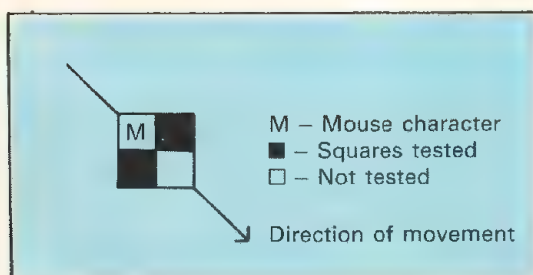 M
M – Mouse character
■ – Squares tested
□ – Not tested
Direction of movement